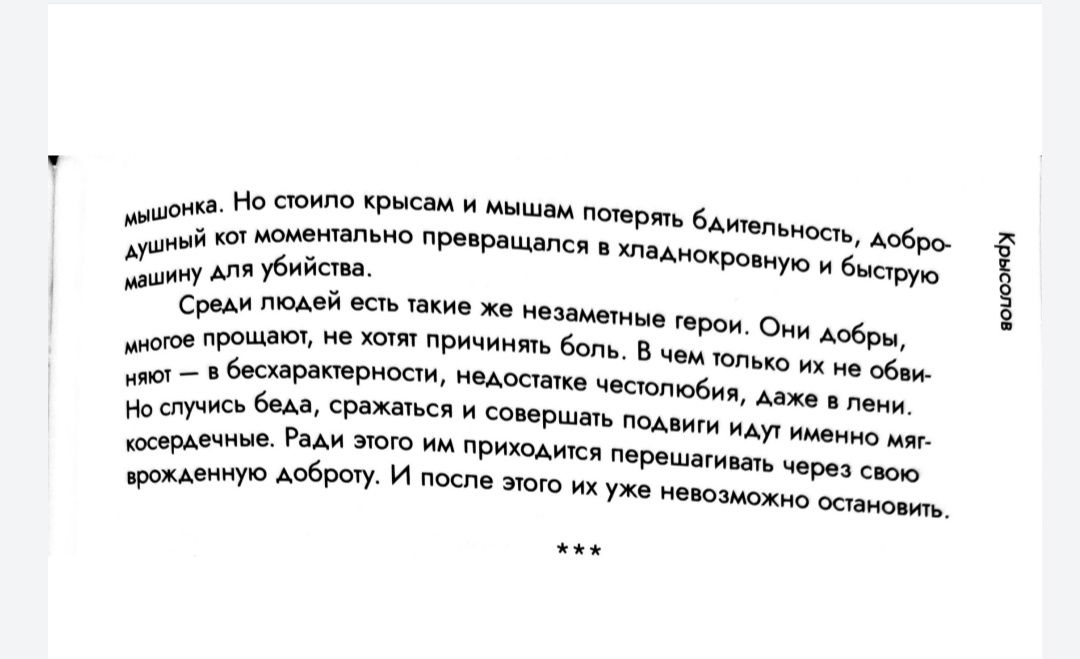 мышонка. Но стоило крысам и мышам потерять бдительность, добро-
душный кот моментально превращался в хладнокровную и быструю
машину для убийства.
Среди людей есть такие же незаметные герои. Они добры,
многое прощают, не хотят причинять боль. В чем только их не обви-
няют — в бесхарактерности, недостатке честолюбия, даже в лени.
Но случись беда, сражаться и совершать подвиги идут именно мяг-
косердечные. Ради этого им приходится перешагивать через свою
врожденную доброту. И после этого их уже невозможно остановить.
***
Крысолов